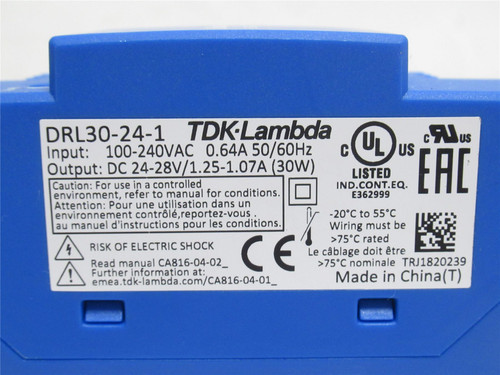 DRL30-24-1 TDK-Lambda
Input: 100-240VAC 0.64A 50/60Hz
Output: DC 24-28V/1.25-1.07A (30W)
Caution: For use in a controlled
environment, refer to manual for conditions.
Attention: Pour une utilisation dans un
environnement contrôlé,reportez-vous .
au manuel d'instructions pour les conditions.
RISK OF ELECTRIC SHOCK
Read manual CA816-04-02_
Further information at:
emea.tdk-lambda.com/CA816-04-01_
CE
-20°C to 55°C
Wiring must be
>75°C rated
Le câblage doit être
>75°C nominale
c UL US
LISTED
IND.CONT.EQ.
E362999
c RU US
EAC
TRJ1820239
Made in China(T)